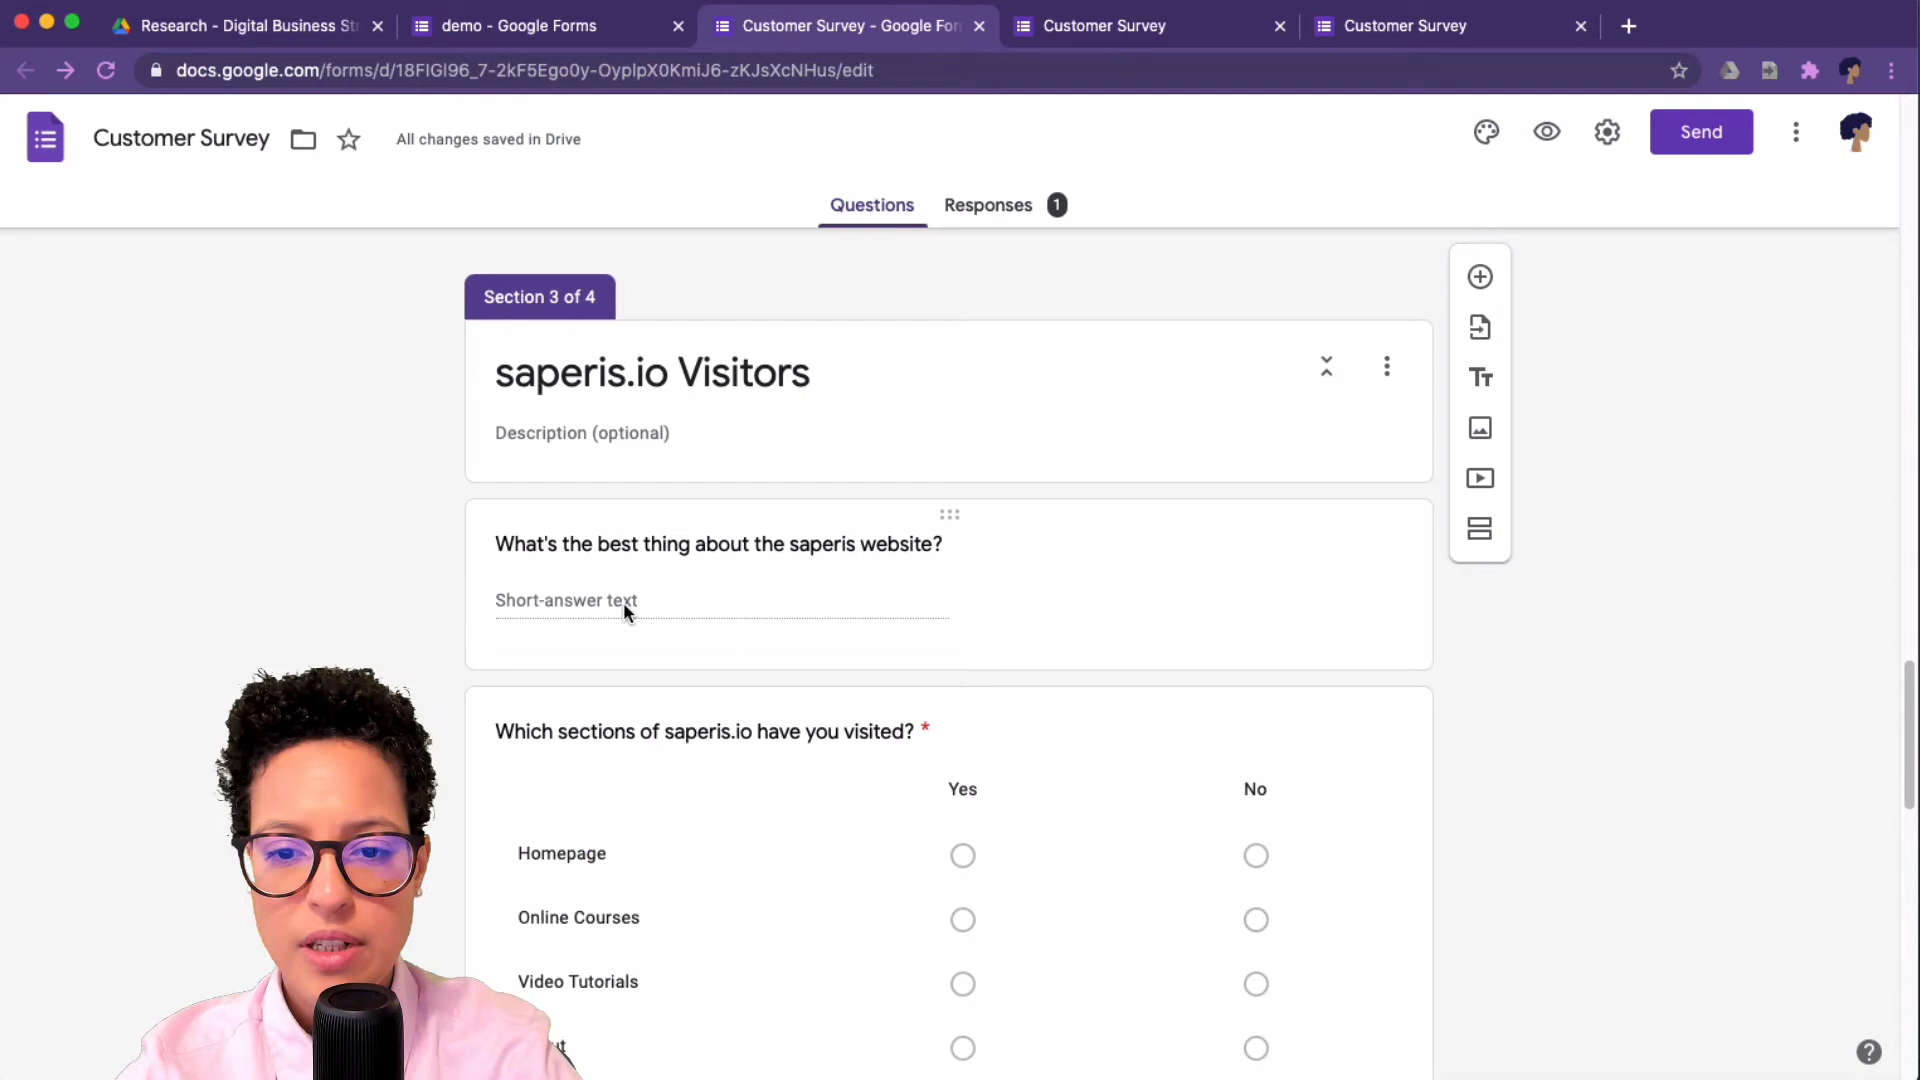 Research - Digital Business St
demo - Google Forms
Customer Survey - Google For
Customer Survey
Customer Survey
docs.google.com/forms/d/18FlGl96_7-2kF5Ego0y-OyplpX0KmiJ6-zKJsXcNHus/edit
Customer Survey
All changes saved in Drive
Send
Questions
Responses 1
Section 3 of 4
saperis.io Visitors
Description (optional)
What's the best thing about the saperis website?
Short-answer text
Which sections of saperis.io have you visited? *
Yes No
Homepage
Online Courses
Video Tutorials